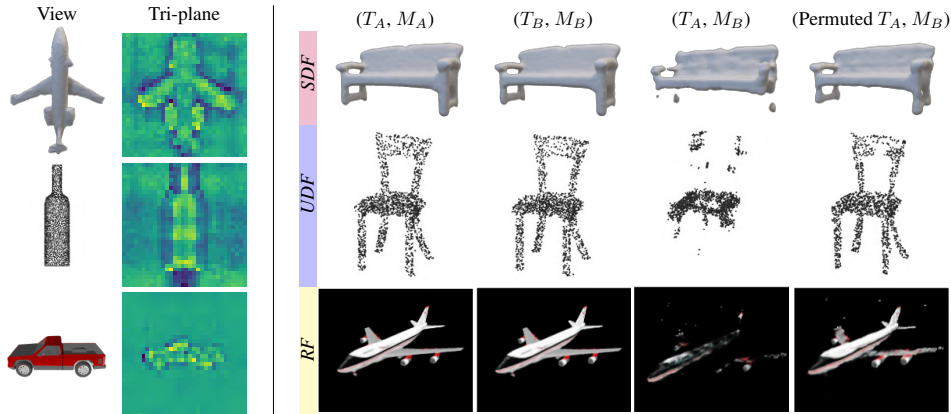 View Tri-plane
(T_A, M_A) (T_B, M_B) (T_A, M_B) (Permuted T_A, M_B)
SDF
UDF
RF